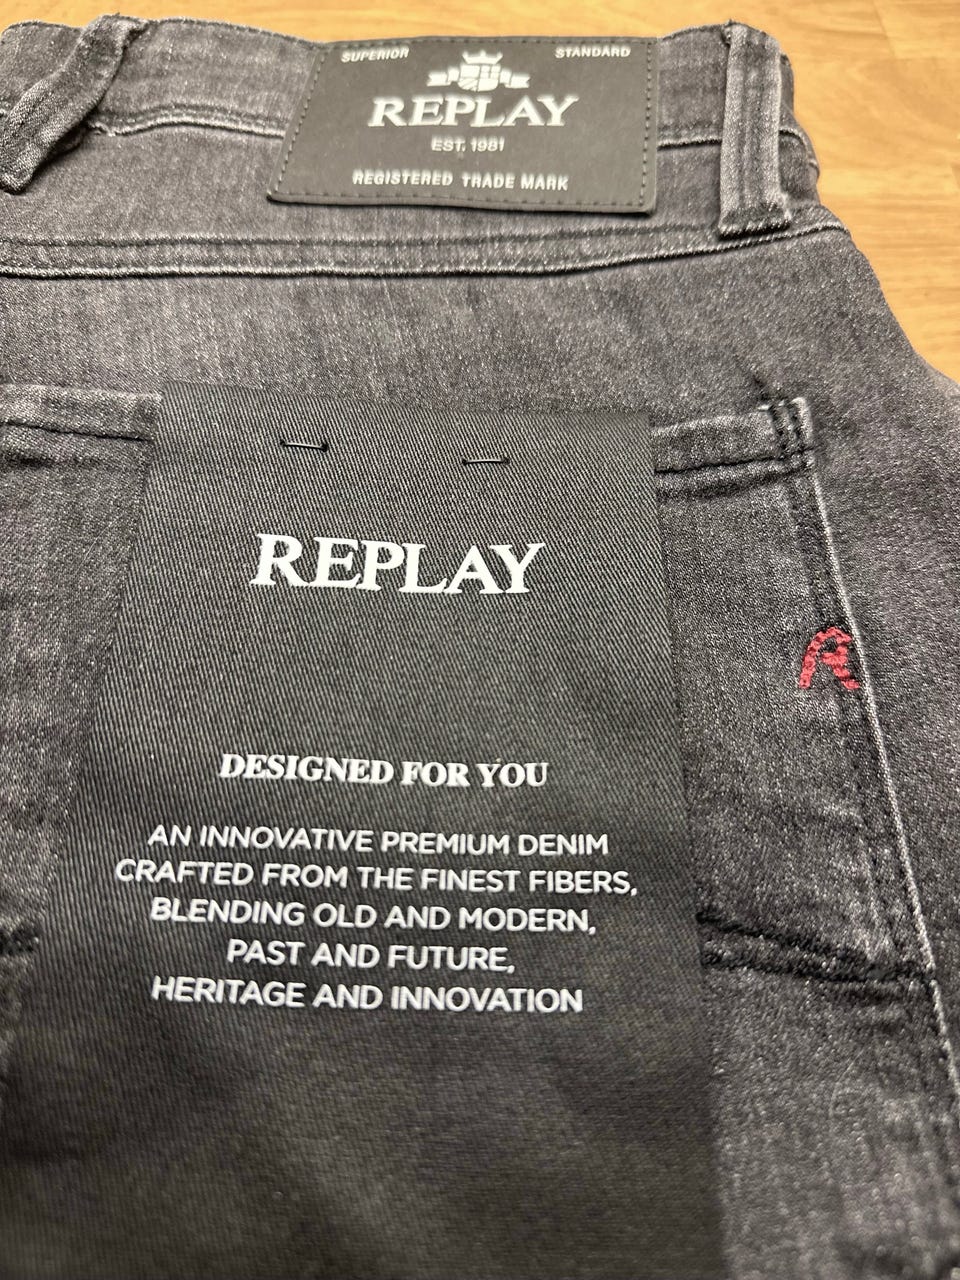 SUPERIOR STANDARD
REPLAY
EST. 1981
REGISTERED TRADE MARK
REPLAY
R
DESIGNED FOR YOU
AN INNOVATIVE PREMIUM DENIM
CRAFTED FROM THE FINEST FIBERS,
BLENDING OLD AND MODERN,
PAST AND FUTURE,
HERITAGE AND INNOVATION